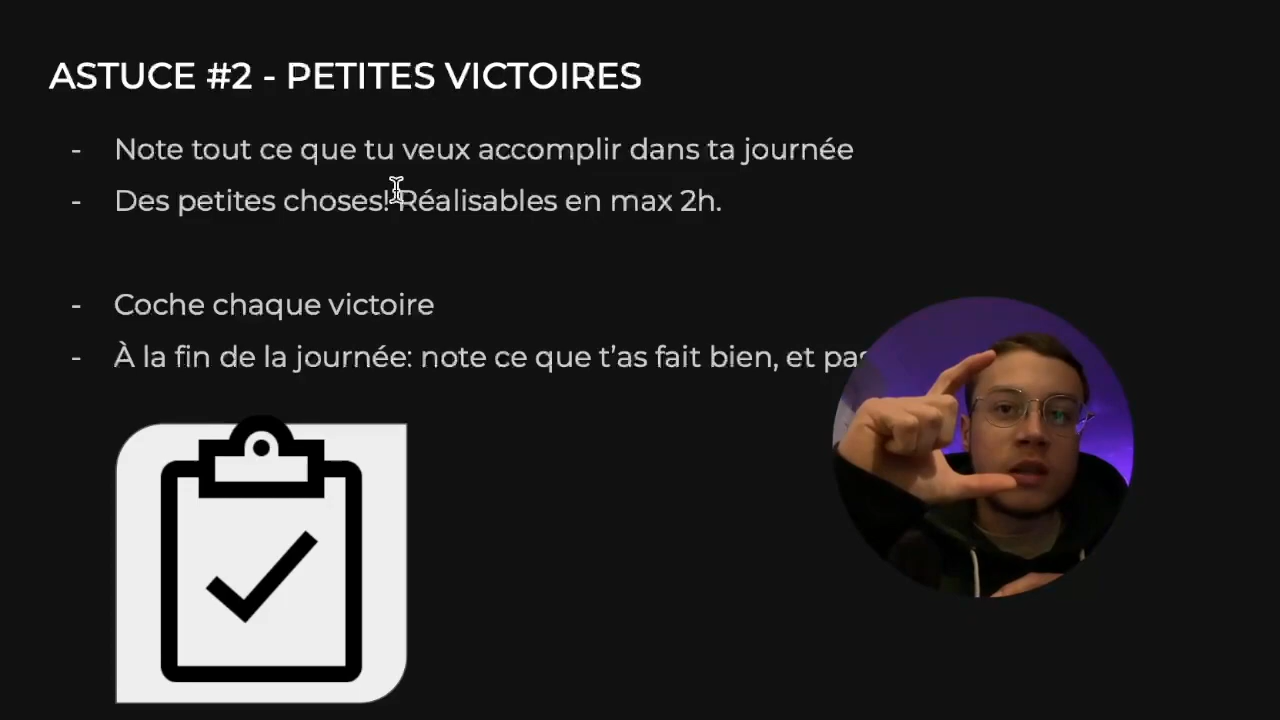 ASTUCE #2 - PETITES VICTOIRES
- Note tout ce que tu veux accomplir dans ta journée
- Des petites choses! Réalisables en max 2h.
- Coche chaque victoire
- À la fin de la journée: note ce que t’as fait bien, et pas